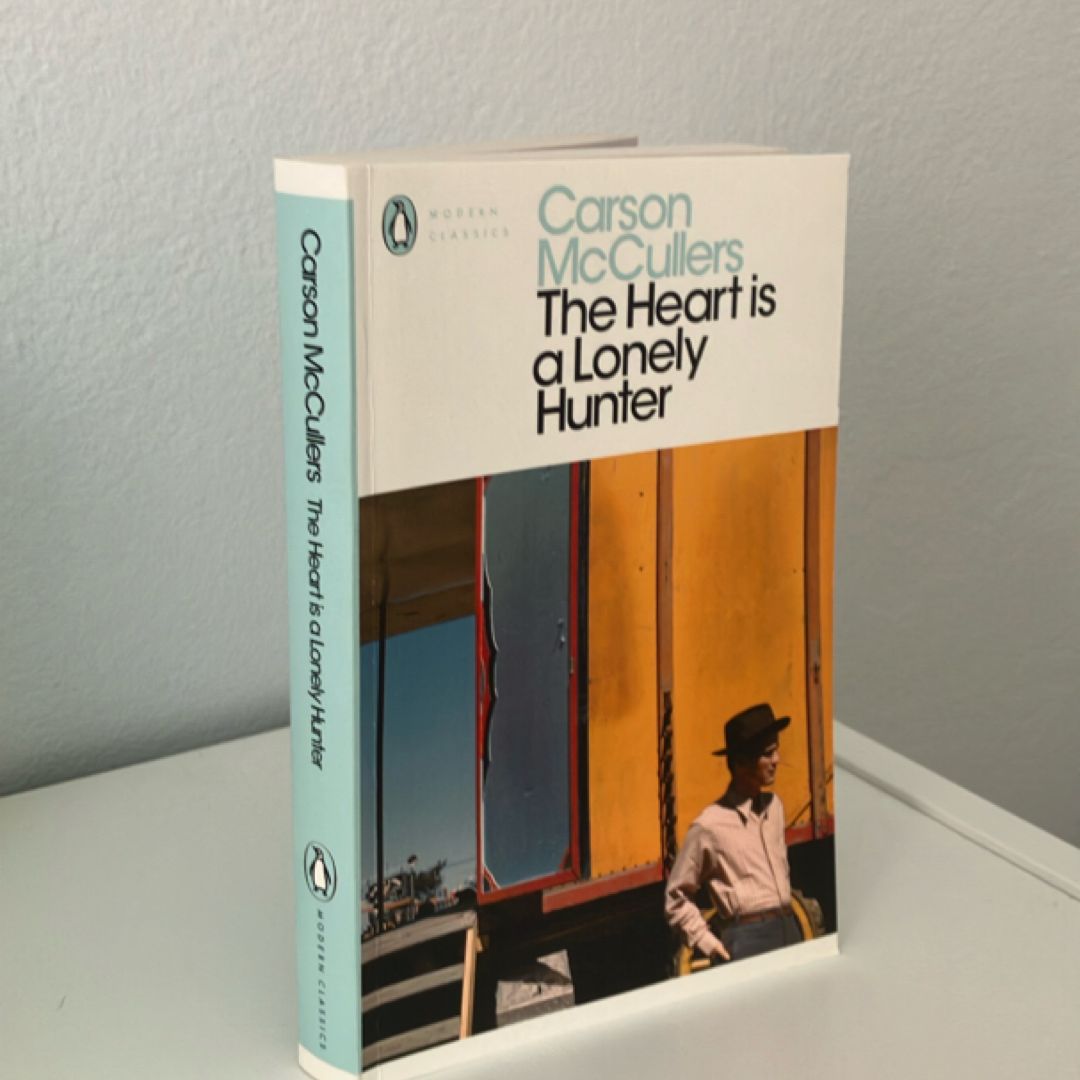 Carson McCullers The Heart is a Lonely Hunter
MODERN CLASSICS
MODERN
CLASSICS
Carson
McCullers
The Heart is
a Lonely
Hunter